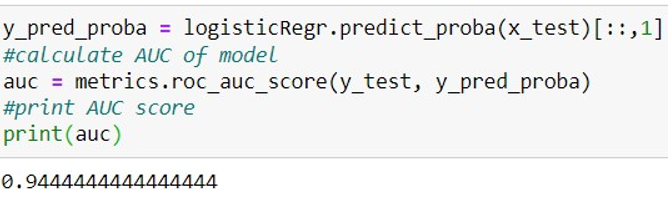 y_pred_proba = logisticRegr.predict_proba(x_test)[::,1]
#calculate AUC of model
auc = metrics.roc_auc_score(y_test, y_pred_proba)
#print AUC score
print(auc)
0.9444444444444444